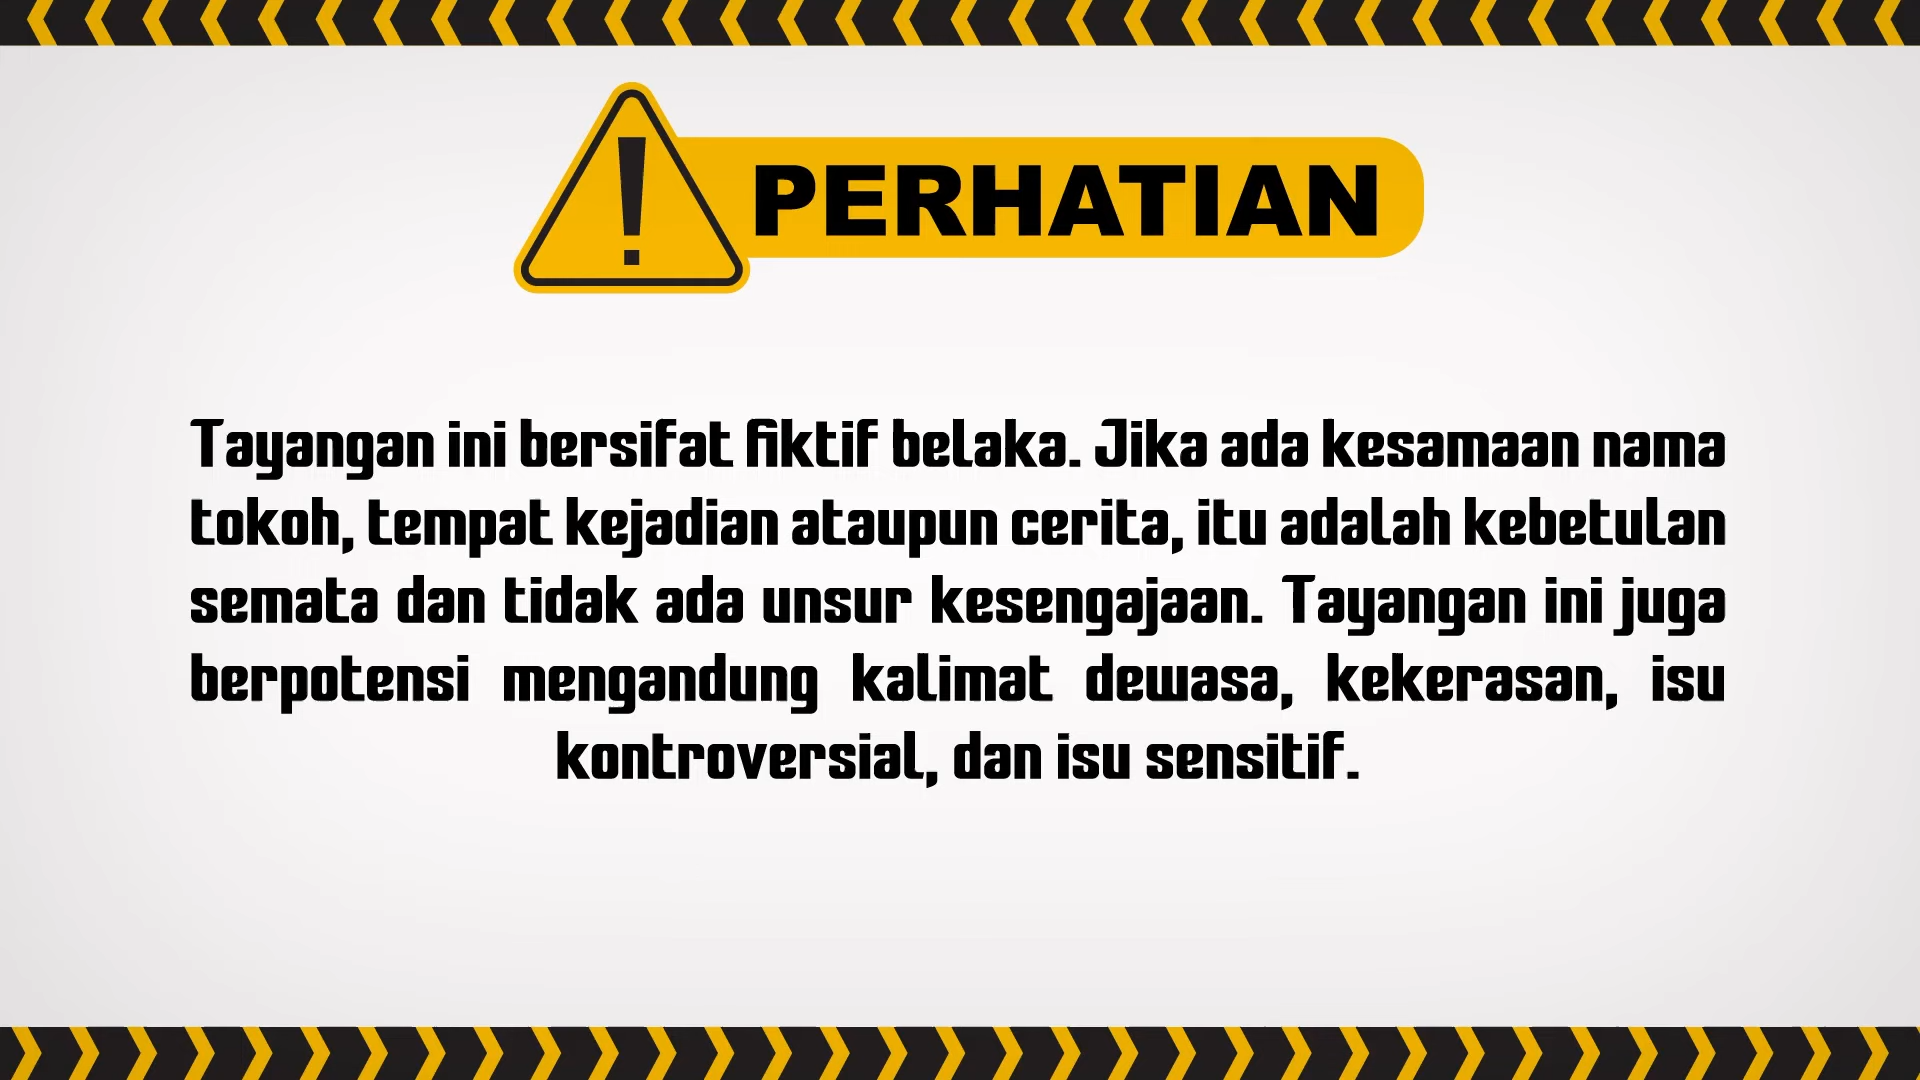 PERHATIAN
Tayangan ini bersifat fiktif belaka. Jika ada kesamaan nama
tokoh, tempat kejadian ataupun cerita, itu adalah kebetulan
semata dan tidak ada unsur kesengajaan. Tayangan ini juga
berpotensi mengandung kalimat dewasa, kekerasan, isu
kontroversial, dan isu sensitif.